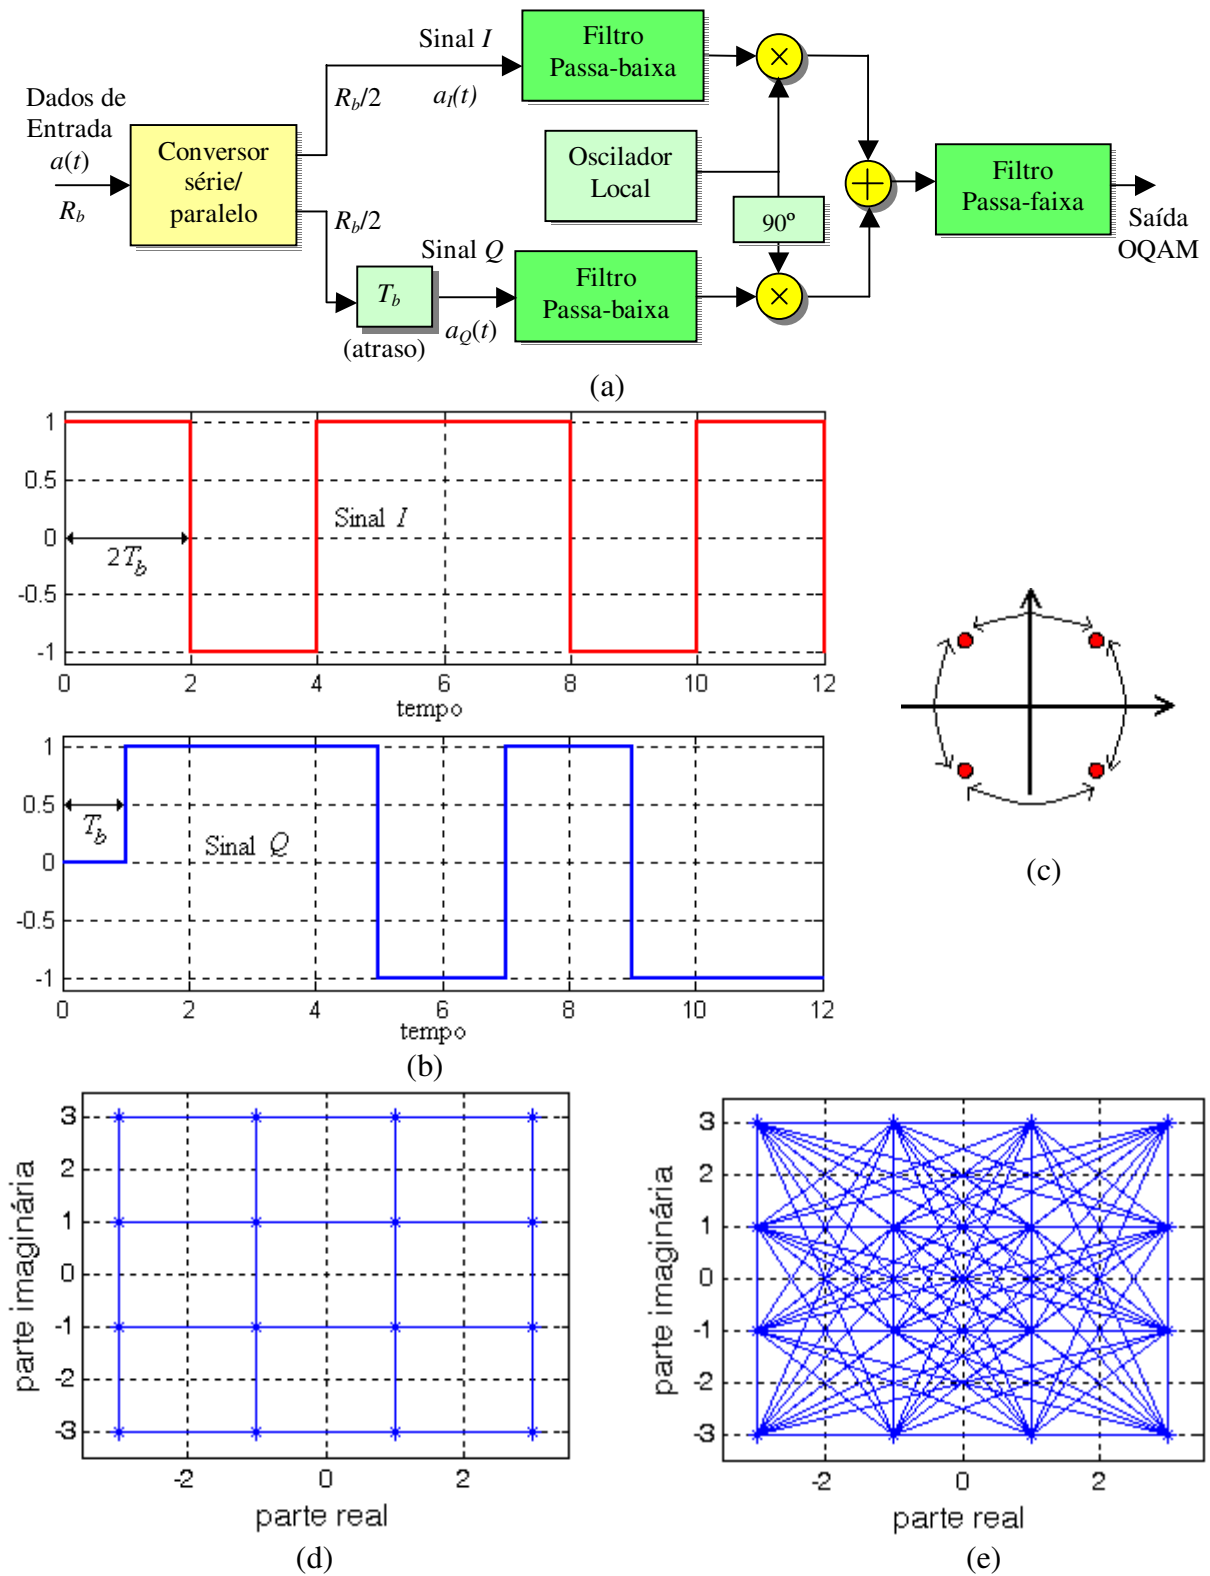 Sinal I
Filtro
Passa-baixa
Dados de
Entrada
a(t)
R_b
R_b/2
a_I(t)
Conversor
série/
paralelo
Oscilador
Local
Filtro
Passa-faixa
R_b/2
90º
Saída
OQAM
Sinal Q
T_b
(atraso)
a_Q(t)
Filtro
Passa-baixa
(a)
1
0.5
0
-0.5
-1
Sinal I
2T_b
0 2 4 6 8 10 12
tempo
1
0.5
0
-0.5
-1
T_b
Sinal Q
0 2 4 6 8 10 12
tempo
(b)
(c)
3
2
1
0
-1
-2
-3
parte imaginária
-2 0 2
parte real
(d)
3
2
1
0
-1
-2
-3
parte imaginária
-2 0 2
parte real
(e)